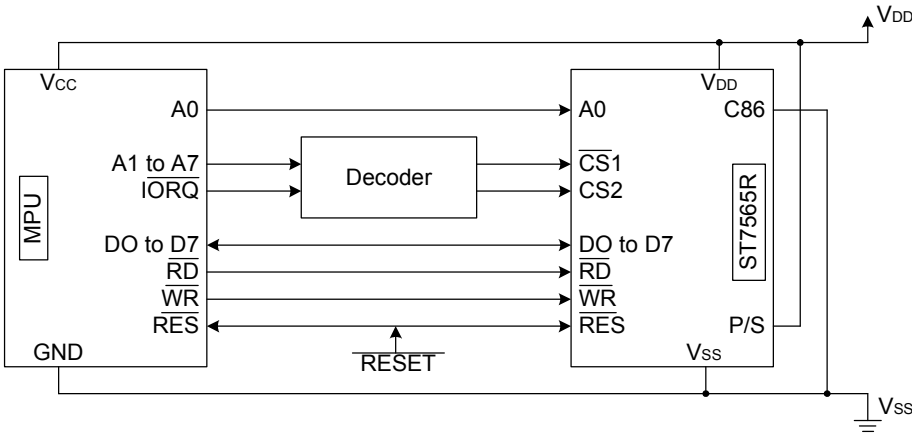 VDD
VCC
VDD
A0
A0
C86
A1 to A7
Decoder
CS1
IORQ
CS2
MPU
ST7565R
DO to D7
DO to D7
RD
RD
WR
WR
RES
RES
P/S
RESET
GND
VSS
VSS